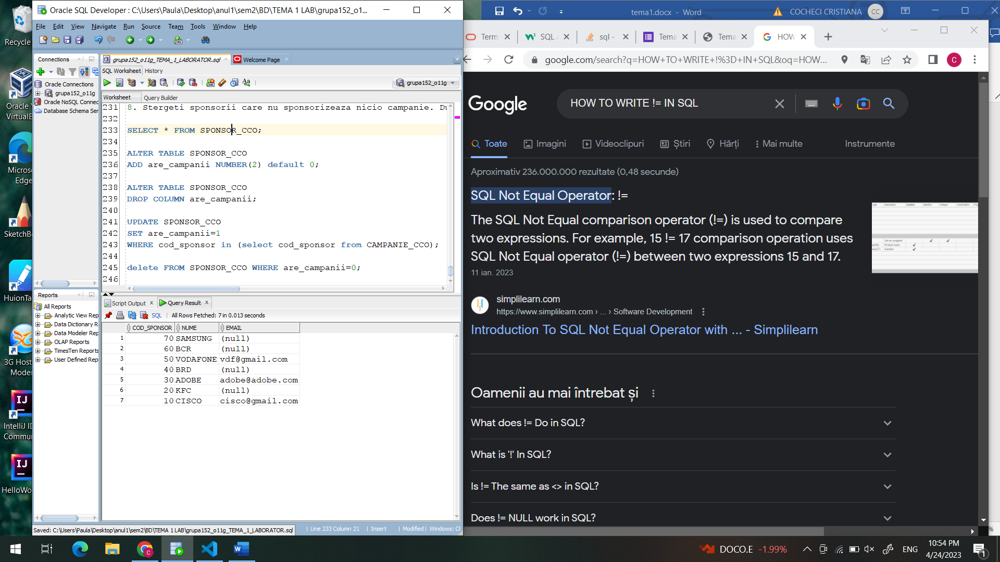 Recycle
Oracle
VirtualB
Micros
Edge
SketchB
HuionTa
3G Host
Mode
IntelliJ ID
Commu
HelloWo
Oracle SQL Developer : C:\Users\Paula\Desktop\anul1\sem2\BD\TEMA 1 LAB\grupa152_o1...
File Edit View Navigate Run Source Team Tools Window Help
Connections
Oracle Connections
grupa152_o11g
Oracle NoSQL Connec
Database Schema Ser
Reports
All Reports
Analytic View Rep
Data Dictionary R
Data Modeler Rep
OLAP Reports
TimesTen Reports
User Defined Rep
grupa152_o11g_TEMA_1_LABORATOR.sql
Welcome Page
SQL Worksheet History
grupa152_o11g
Worksheet Query Builder
231 8. Stergeti sponsorii care nu sponsorizeaza nicio campanie. Du
232
233 SELECT * FROM SPONSOR_CCO;
234
235 ALTER TABLE SPONSOR_CCO
236 ADD are_campanii NUMBER(2) default 0;
237
238 ALTER TABLE SPONSOR_CCO
239 DROP COLUMN are_campanii;
240
241 UPDATE SPONSOR_CCO
242 SET are_campanii=1
243 WHERE cod_sponsor in (select cod_sponsor from CAMPANIE_CCO);
244
245 delete FROM SPONSOR_CCO WHERE are_campanii=0;
246
Script Output Query Result
SQL | All Rows Fetched: 7 in 0.013 seconds
COD_SPONSOR NUME EMAIL
1 70 SAMSUNG (null)
2 60 BCR (null)
3 50 VODAFONE vdf@gmail.com
4 40 BRD (null)
5 30 ADOBE adobe@adobe.com
6 20 KFC (null)
7 10 CISCO cisco@gmail.com
Saved: C:\Users\Paula\Desktop\anul1\sem2\BD\TEMA 1 LAB\grupa152_o11g_TEMA_1_LABORATOR.sql
Line 233 Column 21 | Insert | Modified | Windows: CF
tema1.docx - Word
COCHECI CRISTIANA CC
Term SQL sql - Tema Tema HOW
google.com/search?q=HOW+TO+WRITE+!%3D+IN+SQL&oq=HOW...
C
Google
HOW TO WRITE != IN SQL
Toate Imagini Videoclipuri Știri Hărți Mai multe Instrumente
Aproximativ 236.000.000 rezultate (0,48 secunde)
SQL Not Equal Operator: !=
The SQL Not Equal comparison operator (!=) is used to compare
two expressions. For example, 15 != 17 comparison operation uses
SQL Not Equal operator (!=) between two expressions 15 and 17.
11 ian. 2023
simplilearn.com
https://www.simplilearn.com › ... › Software Development
Introduction To SQL Not Equal Operator with ... - Simplilearn
Oamenii au mai întrebat și
What does != Do in SQL?
What is '!' In SQL?
Is != The same as <> in SQL?
Does != NULL work in SQL?
%
DOCO.E -1.99%
ENG
10:54 PM
4/24/2023
1